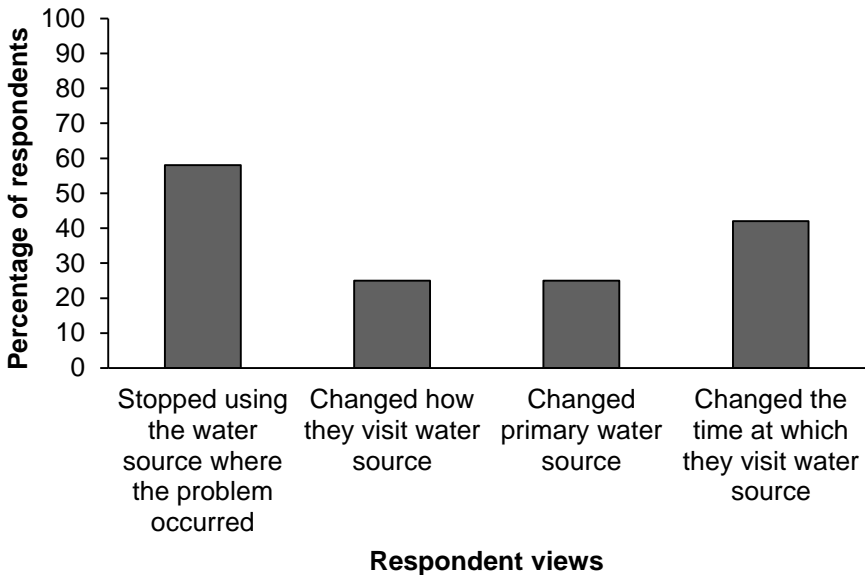 Percentage of respondents
100
90
80
70
60
50
40
30
20
10
0
Stopped using
the water
source where
the problem
occurred
Changed how
they visit water
source
Changed
primary water
source
Changed the
time at which
they visit water
source
Respondent views